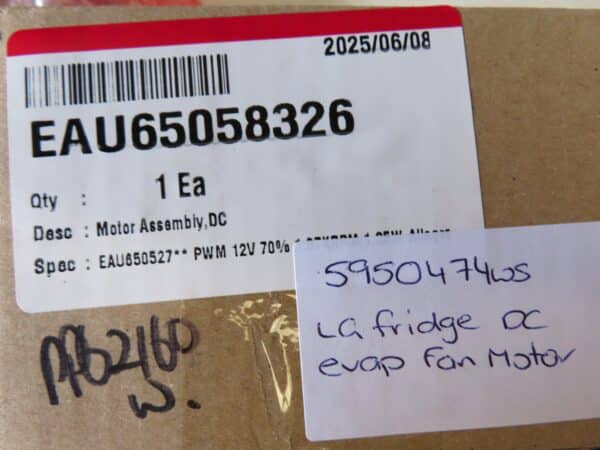 2025/06/08
EAU65058326
Qty : 1 Ea
Desc : Motor Assembly,DC
Spec : EAU650527** PWM 12V 70%
5950474ws
LG fridge DC
evap Fan Motor
W.